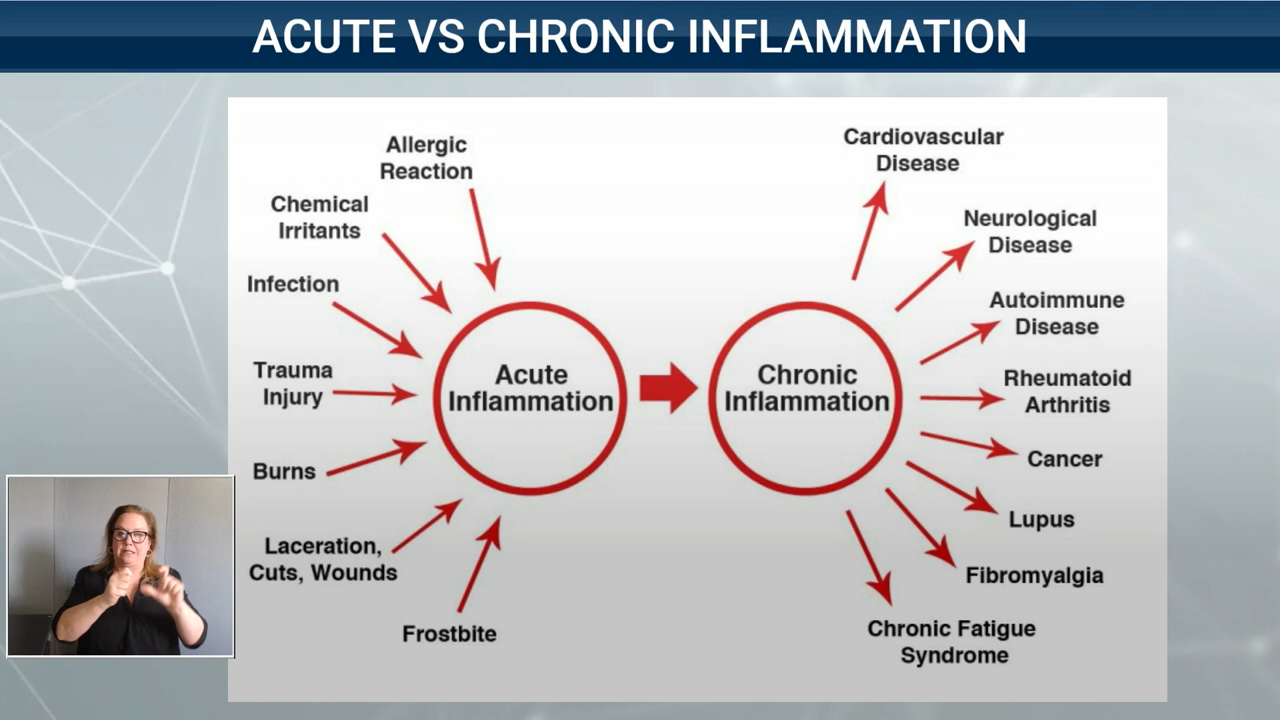 ACUTE VS CHRONIC INFLAMMATION
Allergic
Reaction
Chemical
Irritants
Infection
Trauma
Injury
Burns
Laceration,
Cuts, Wounds
Frostbite
Acute
Inflammation
Chronic
Inflammation
Cardiovascular
Disease
Neurological
Disease
Autoimmune
Disease
Rheumatoid
Arthritis
Cancer
Lupus
Fibromyalgia
Chronic Fatigue
Syndrome